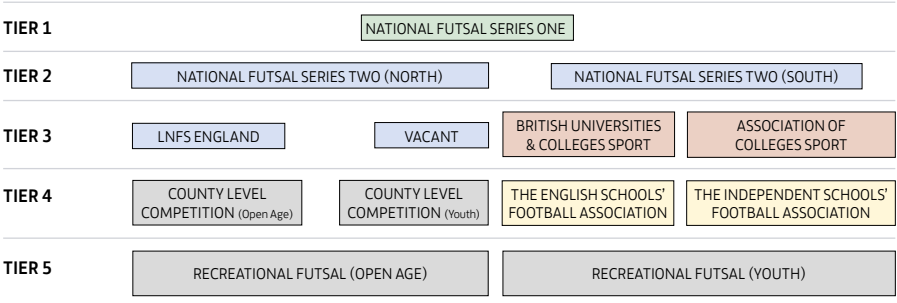 TIER 1
NATIONAL FUTSAL SERIES ONE
TIER 2
NATIONAL FUTSAL SERIES TWO (NORTH)
NATIONAL FUTSAL SERIES TWO (SOUTH)
TIER 3
LNFS ENGLAND
VACANT
BRITISH UNIVERSITIES
& COLLEGES SPORT
ASSOCIATION OF
COLLEGES SPORT
TIER 4
COUNTY LEVEL
COMPETITION (Open Age)
COUNTY LEVEL
COMPETITION (Youth)
THE ENGLISH SCHOOLS'
FOOTBALL ASSOCIATION
THE INDEPENDENT SCHOOLS'
FOOTBALL ASSOCIATION
TIER 5
RECREATIONAL FUTSAL (OPEN AGE)
RECREATIONAL FUTSAL (YOUTH)